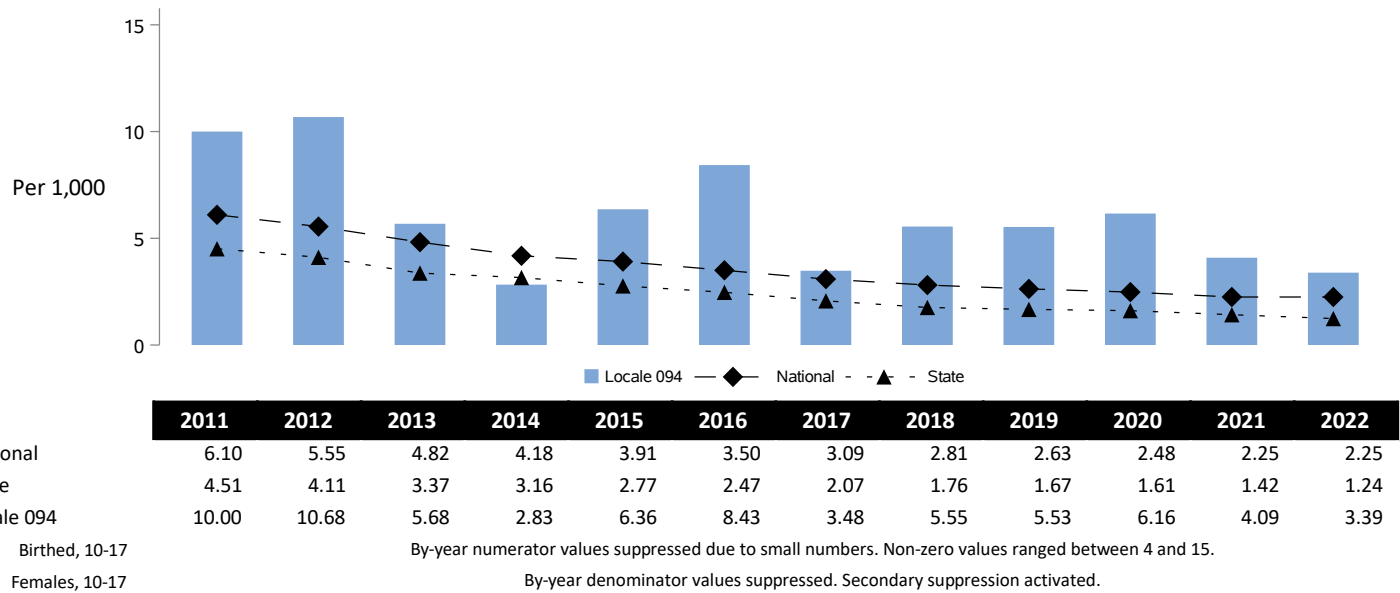 15
10
Per 1,000
5
0
Locale 094 National State
2011 2012 2013 2014 2015 2016 2017 2018 2019 2020 2021 2022
onal 6.10 5.55 4.82 4.18 3.91 3.50 3.09 2.81 2.63 2.48 2.25 2.25
e 4.51 4.11 3.37 3.16 2.77 2.47 2.07 1.76 1.67 1.61 1.42 1.24
ale 094 10.00 10.68 5.68 2.83 6.36 8.43 3.48 5.55 5.53 6.16 4.09 3.39
Birthed, 10-17 By-year numerator values suppressed due to small numbers. Non-zero values ranged between 4 and 15.
Females, 10-17 By-year denominator values suppressed. Secondary suppression activated.